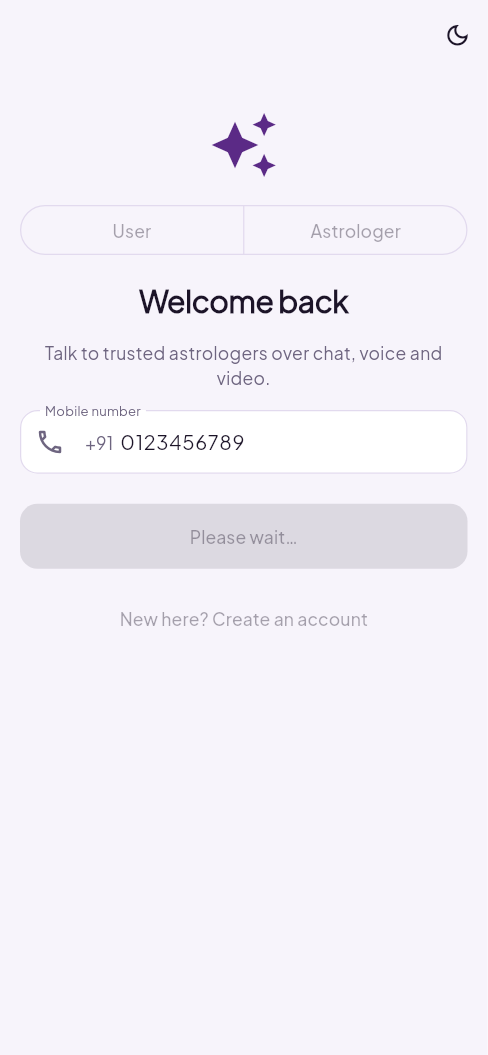 User
Astrologer
Welcome back
Talk to trusted astrologers over chat, voice and
video.
Mobile number
+91 0123456789
Please wait…
New here? Create an account